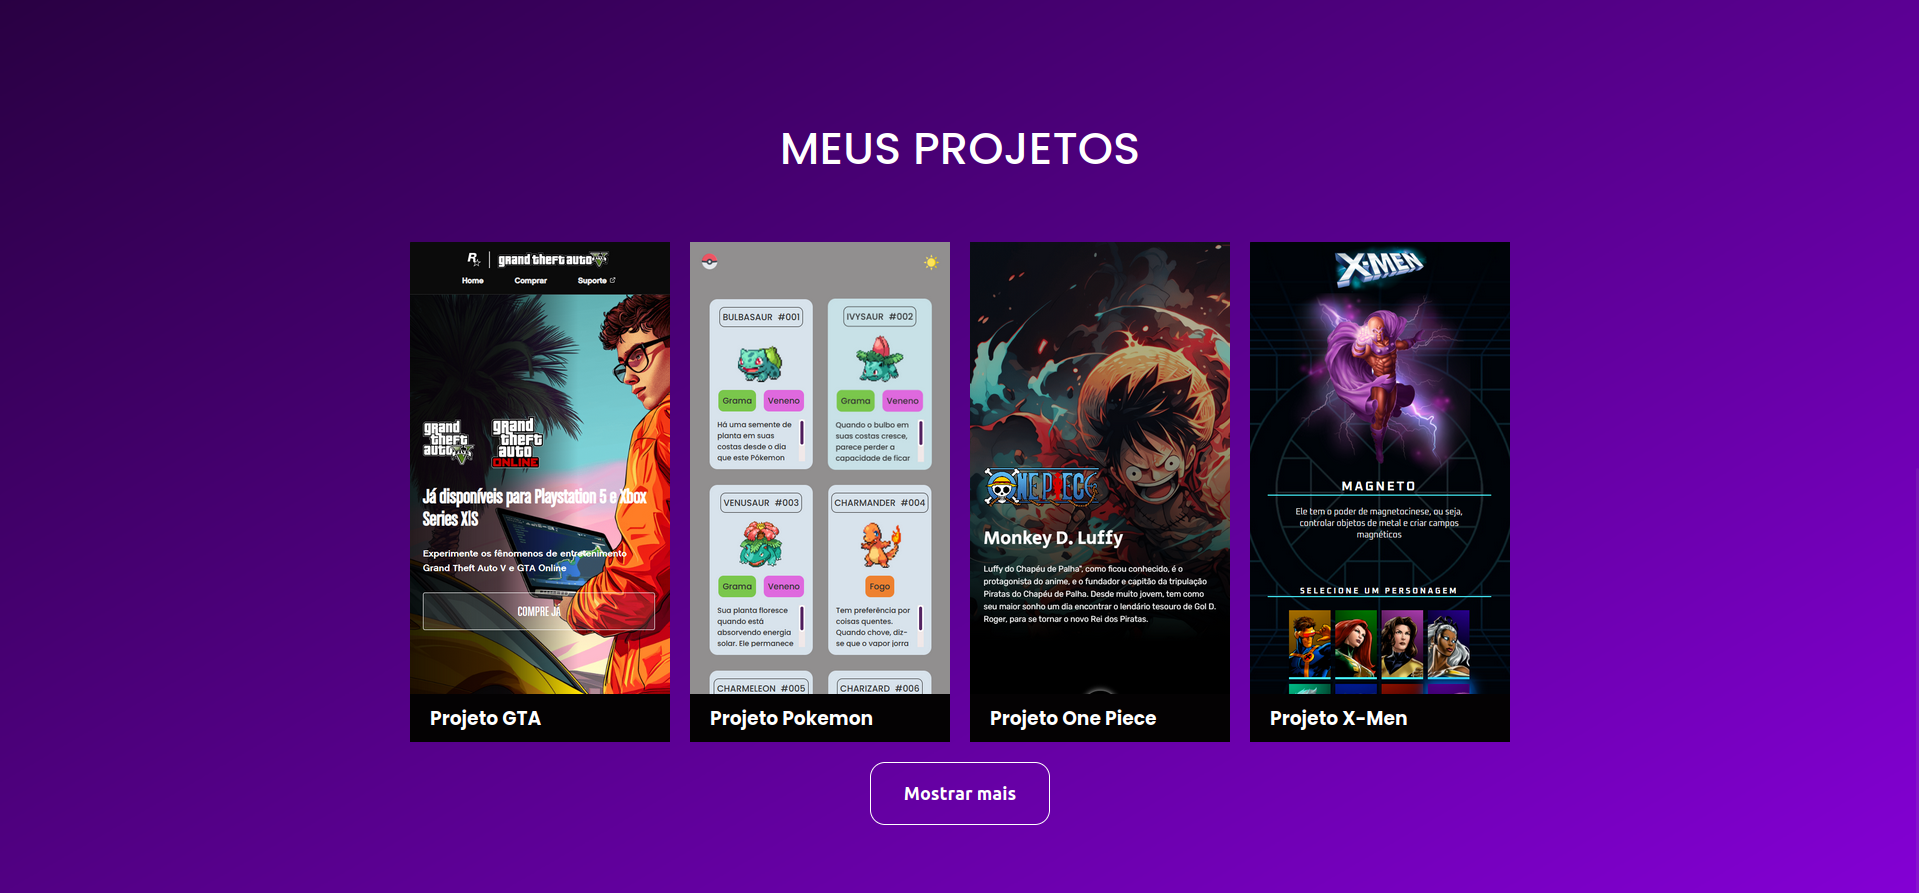 MEUS PROJETOS
R
grand theft auto V
Home Comprar Suporte
grand theft auto V
grand theft auto ONLINE
Já disponíveis para Playstation 5 e Xbox
Series X|S
Experimente os fênomenos de entretenimento
Grand Theft Auto V e GTA Online
COMPRE JÁ
Projeto GTA
BULBASAUR #001
Grama Veneno
Há uma semente de
planta em suas
costas desde o dia
que este Pókemon
IVYSAUR #002
Grama Veneno
Quando o bulbo em
suas costas cresce,
parece perder a
capacidade de ficar
VENUSAUR #003
Grama Veneno
Sua planta floresce
quando está
absorvendo energia
solar. Ele permanece
CHARMANDER #004
Fogo
Tem preferência por
coisas quentes.
Quando chove, diz-
se que o vapor jorra
CHARMELEON #005
CHARIZARD #006
Projeto Pokemon
ONE PIECE
Monkey D. Luffy
Luffy do Chapéu de Palha", como ficou conhecido, é o
protagonista do anime, e o fundador e capitão da tripulação
Piratas do Chapéu de Palha. Desde muito jovem, tem como
seu maior sonho um dia encontrar o lendário tesouro de Gol D.
Roger, para se tornar o novo Rei dos Piratas.
Projeto One Piece
X-MEN
MAGNETO
Ele tem o poder de magnetocinese, ou seja,
controlar objetos de metal e criar campos
magnéticos
SELECIONE UM PERSONAGEM
Projeto X-Men
Mostrar mais